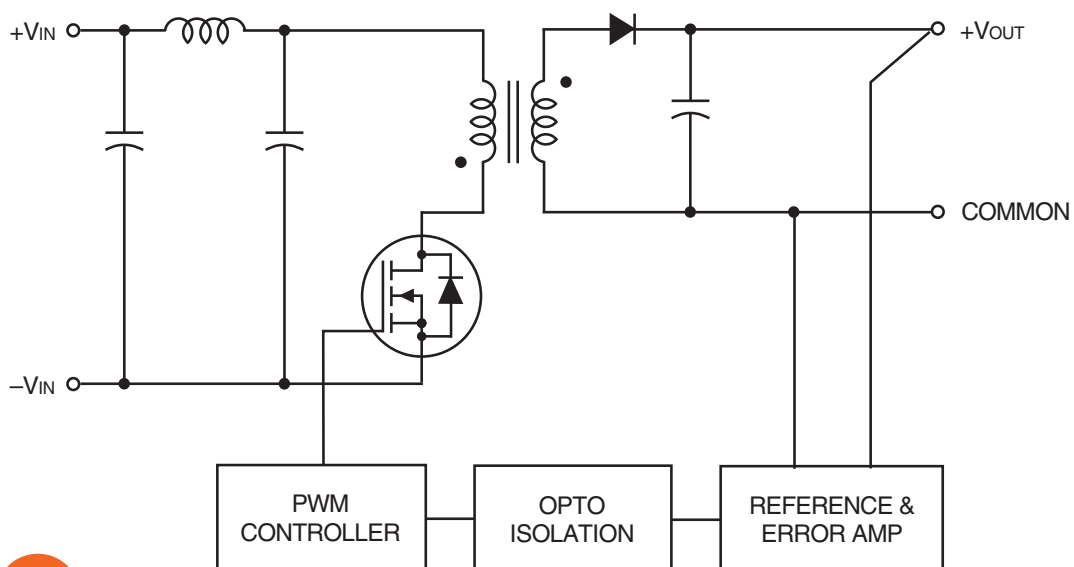 +VIN
+VOUT
COMMON
–VIN
PWM
CONTROLLER
OPTO
ISOLATION
REFERENCE &
ERROR AMP